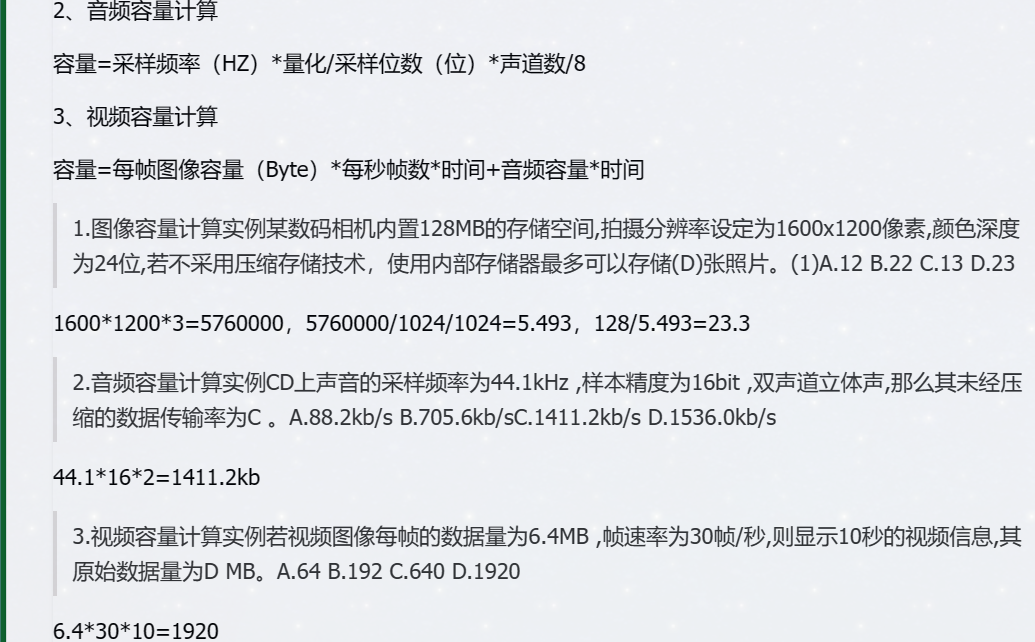 2、音频容量计算
容量=采样频率（HZ）*量化/采样位数（位）*声道数/8
3、视频容量计算
容量=每帧图像容量（Byte）*每秒帧数*时间+音频容量*时间
1.图像容量计算实例某数码相机内置128MB的存储空间,拍摄分辨率设定为1600x1200像素,颜色深度
为24位,若不采用压缩存储技术，使用内部存储器最多可以存储(D)张照片。(1)A.12 B.22 C.13 D.23
1600*1200*3=5760000，5760000/1024/1024=5.493，128/5.493=23.3
2.音频容量计算实例CD上声音的采样频率为44.1kHz ,样本精度为16bit ,双声道立体声,那么其未经压
缩的数据传输率为C 。A.88.2kb/s B.705.6kb/sC.1411.2kb/s D.1536.0kb/s
44.1*16*2=1411.2kb
3.视频容量计算实例若视频图像每帧的数据量为6.4MB ,帧速率为30帧/秒,则显示10秒的视频信息,其
原始数据量为D MB。A.64 B.192 C.640 D.1920
6.4*30*10=1920